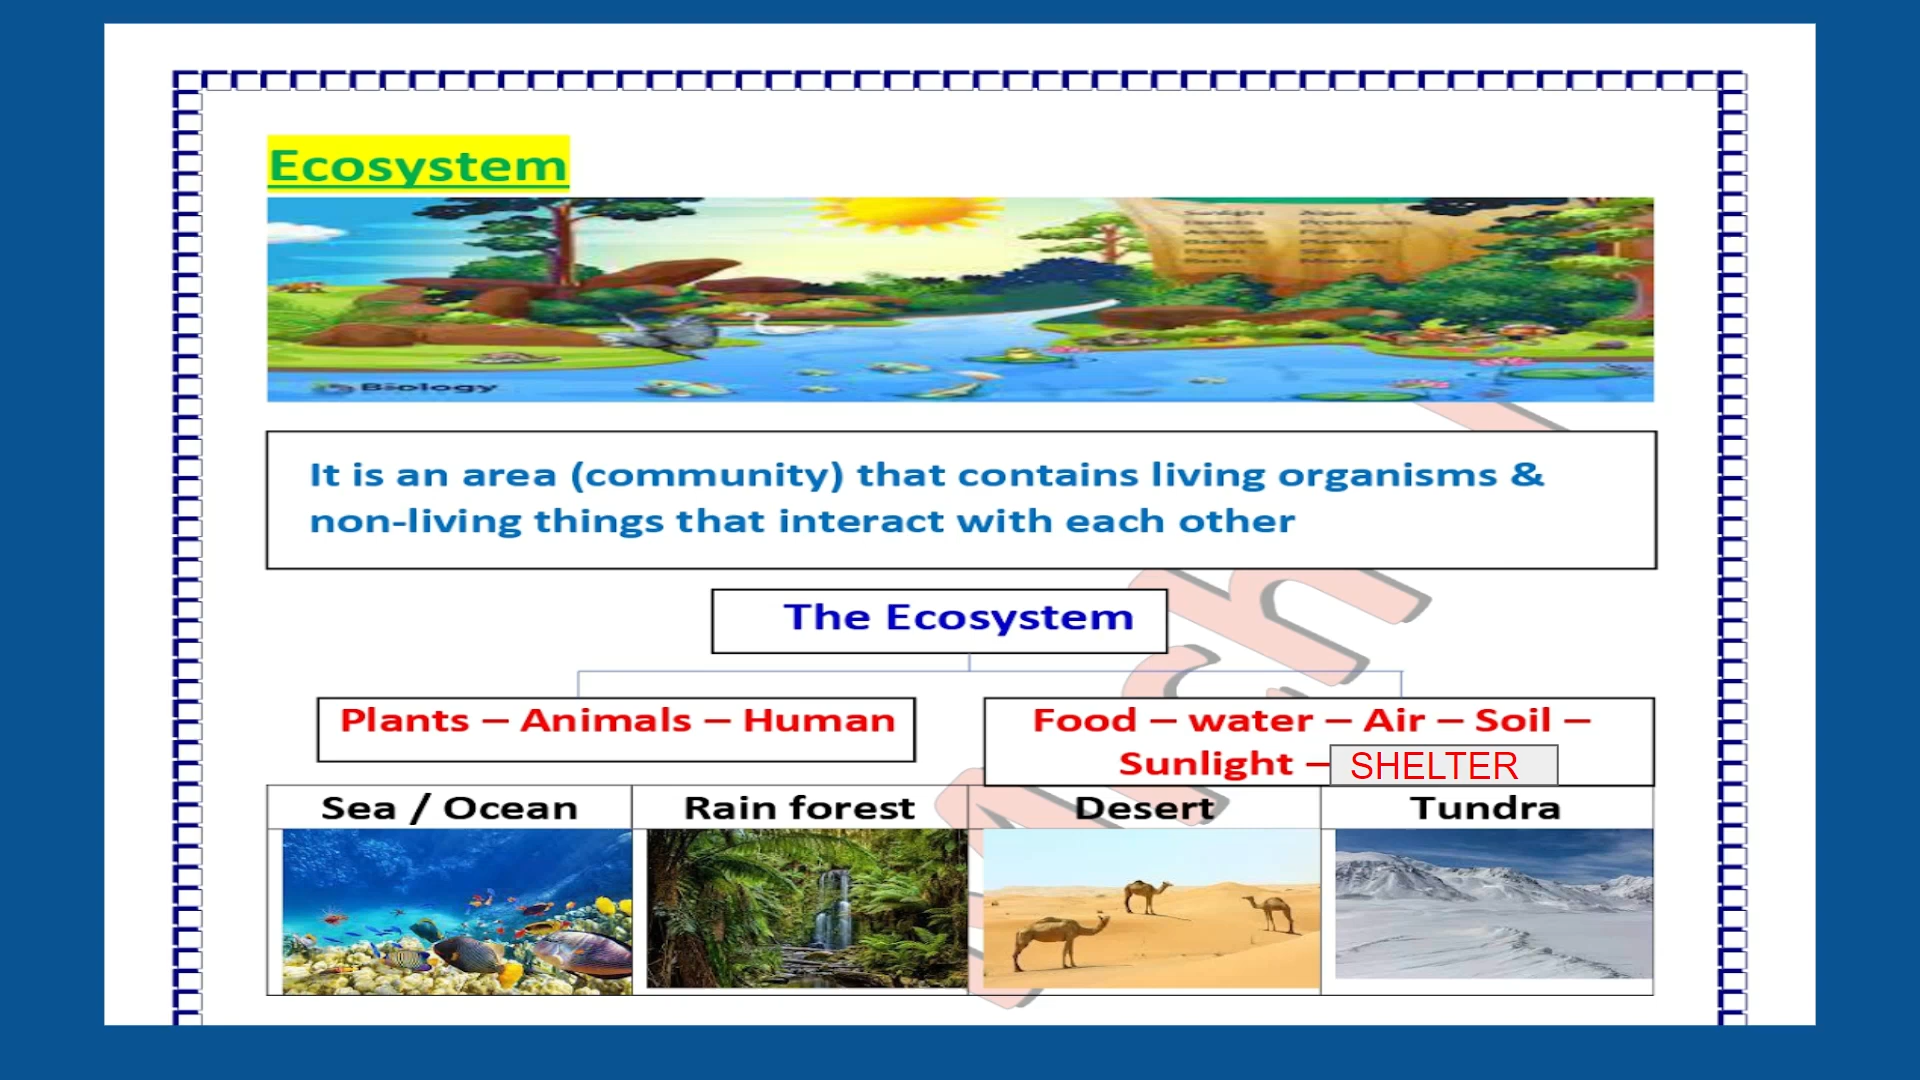 Ecosystem
Sunlight
Biology
It is an area (community) that contains living organisms &
non-living things that interact with each other
The Ecosystem
Plants – Animals – Human
Food – water – Air – Soil –
Sunlight – SHELTER
Sea / Ocean
Rain forest
Desert
Tundra